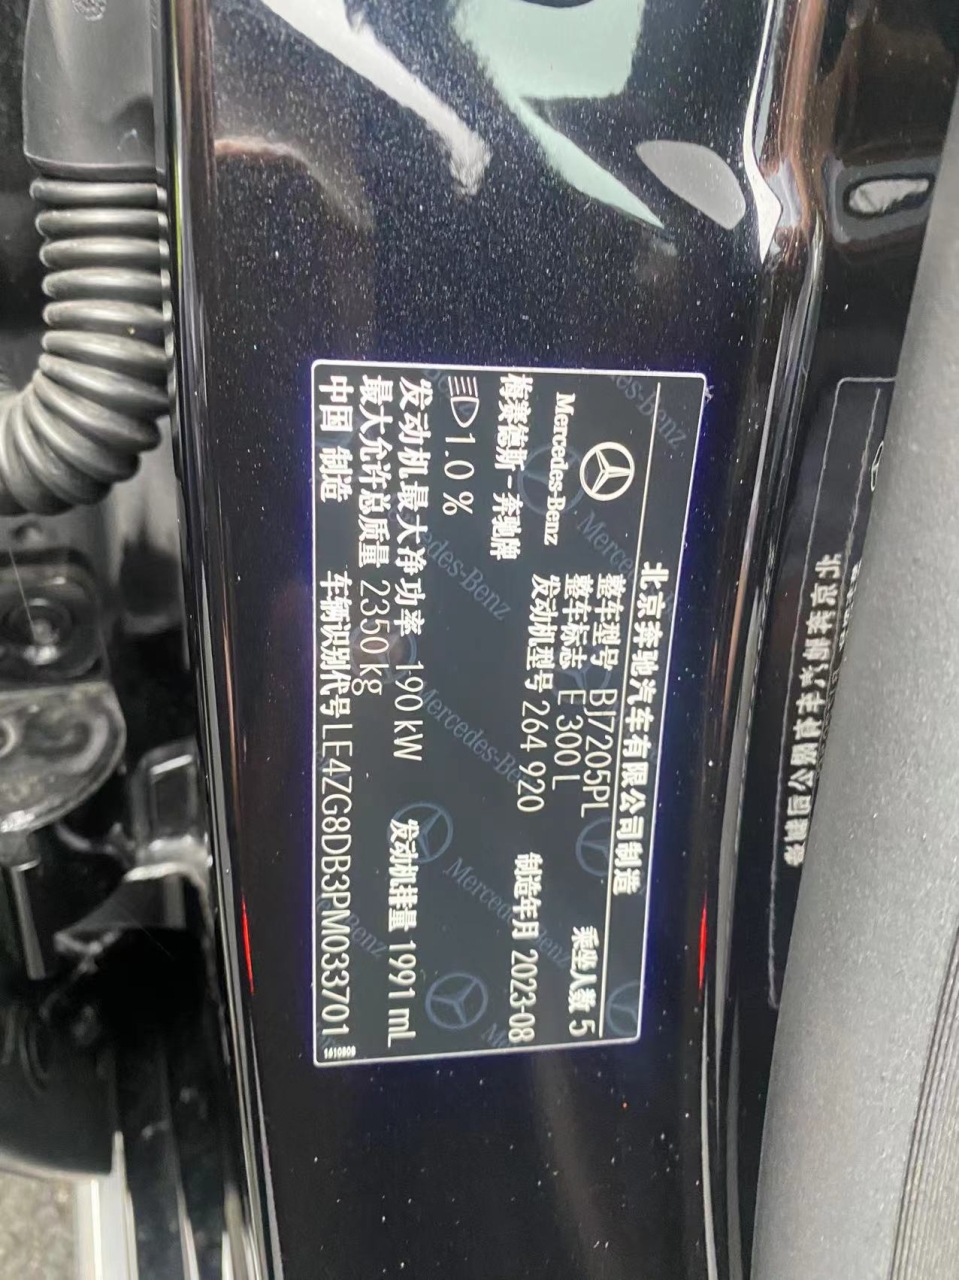 北京奔驰汽车有限公司制造
Mercedes-Benz
梅赛德斯-奔驰牌
整车型号 BJ7205PL
整车标志 E 300 L
乘坐人数 5
发动机型号 264 920
制造年月 2023-08
1.0 %
发动机最大净功率 190 kW
发动机排量 1991 mL
最大允许总质量 2350 kg
中國 制造
车辆识别代号 LE4ZG8DB3PM033701
1610809